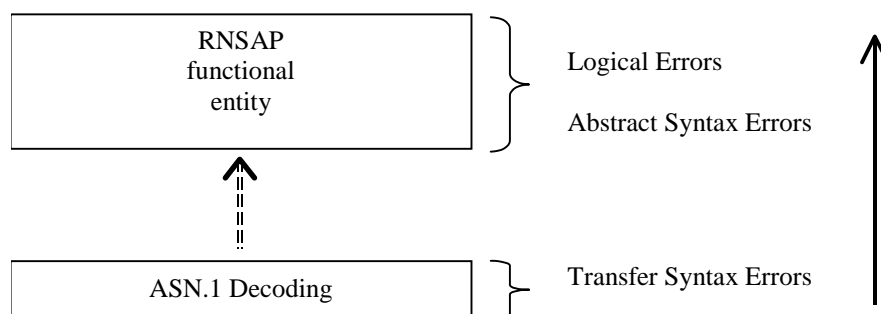 RNSAP
functional
entity
Logical Errors
Abstract Syntax Errors
ASN.1 Decoding
Transfer Syntax Errors